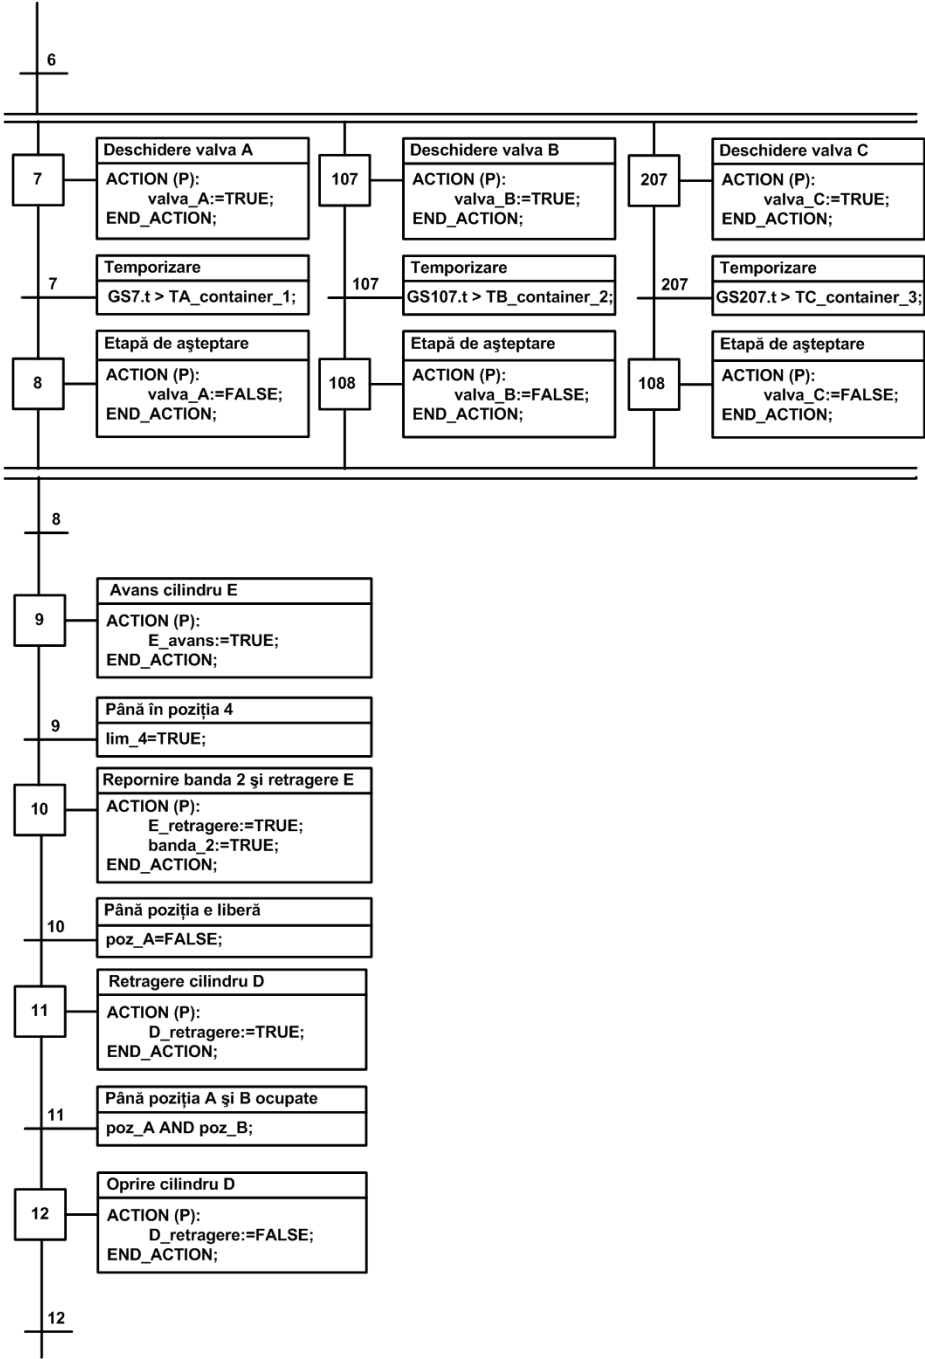 6
Deschidere valva A
7
ACTION (P):
valva_A:=TRUE;
END_ACTION;
Deschidere valva B
107
ACTION (P):
valva_B:=TRUE;
END_ACTION;
Deschidere valva C
207
ACTION (P):
valva_C:=TRUE;
END_ACTION;
7
Temporizare
GS7.t > TA_container_1;
107
Temporizare
GS107.t > TB_container_2;
207
Temporizare
GS207.t > TC_container_3;
Etapă de aşteptare
8
ACTION (P):
valva_A:=FALSE;
END_ACTION;
Etapă de aşteptare
108
ACTION (P):
valva_B:=FALSE;
END_ACTION;
Etapă de aşteptare
108
ACTION (P):
valva_C:=FALSE;
END_ACTION;
8
Avans cilindru E
9
ACTION (P):
E_avans:=TRUE;
END_ACTION;
9
Până în poziția 4
lim_4=TRUE;
Repornire banda 2 şi retragere E
10
ACTION (P):
E_retragere:=TRUE;
banda_2:=TRUE;
END_ACTION;
10
Până poziția e liberă
poz_A=FALSE;
Retragere cilindru D
11
ACTION (P):
D_retragere:=TRUE;
END_ACTION;
11
Până poziția A şi B ocupate
poz_A AND poz_B;
Oprire cilindru D
12
ACTION (P):
D_retragere:=FALSE;
END_ACTION;
12